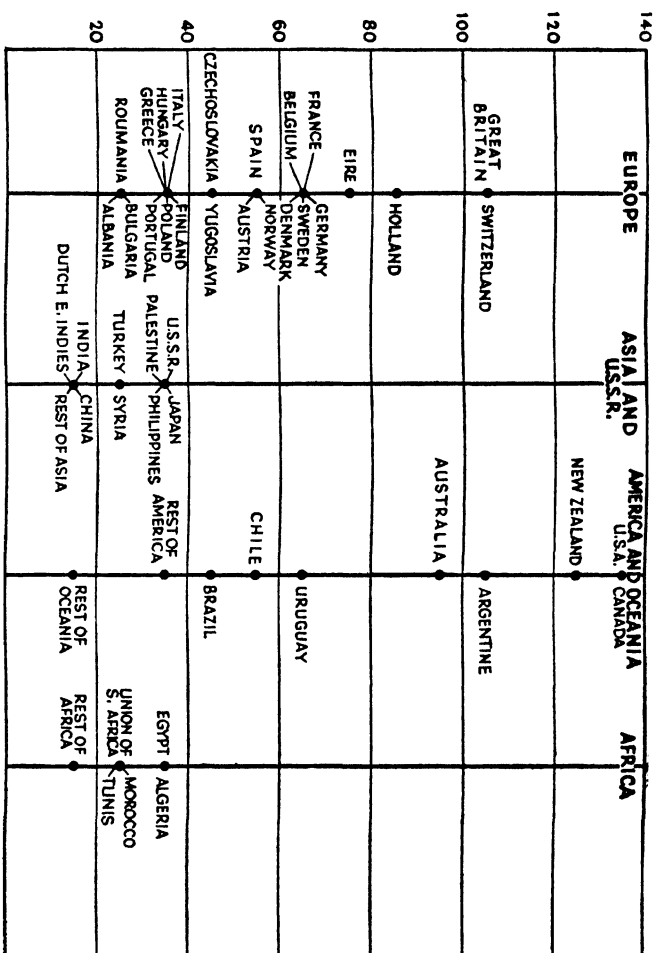 140
120
100
80
60
40
20
EUROPE
GREAT
BRITAIN
SWITZERLAND
HOLLAND
EIRE
FRANCE
BELGIUM
GERMANY
SWEDEN
DENMARK
NORWAY
SPAIN
AUSTRIA
CZECHOSLOVAKIA
YUGOSLAVIA
ITALY
HUNGARY
GREECE
FINLAND
POLAND
PORTUGAL
ROUMANIA
BULGARIA
ALBANIA
ASIA AND
U.S.S.R.
U.S.S.R.
PALESTINE
JAPAN
PHILIPPINES
TURKEY
SYRIA
INDIA
DUTCH E. INDIES
CHINA
REST OF ASIA
AMERICA AND OCEANIA
U.S.A.
CANADA
NEW ZEALAND
ARGENTINE
AUSTRALIA
URUGUAY
CHILE
BRAZIL
REST OF
AMERICA
REST OF
OCEANIA
AFRICA
EGYPT
ALGERIA
UNION OF
S. AFRICA
MOROCCO
TUNIS
REST OF
AFRICA